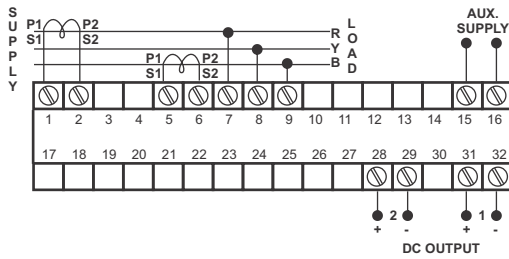 SUPPLY
P1 P2
S1 S2
P1 P2
S1 S2
R
Y
B
LOAD
AUX.
SUPPLY
1 2 3 4 5 6 7 8 9 10 11 12 13 14 15 16
17 18 19 20 21 22 23 24 25 26 27 28 29 30 31 32
2 1
+ - + -
DC OUTPUT